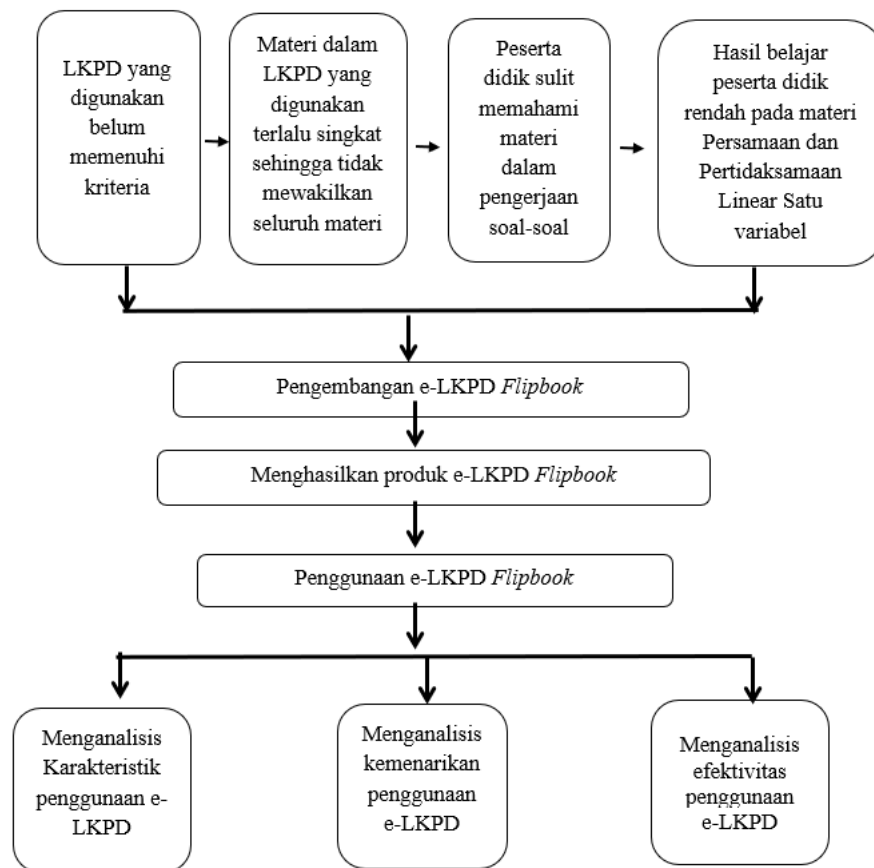 LKPD yang
digunakan
belum
memenuhi
kriteria
Materi dalam
LKPD yang
digunakan
terlalu singkat
sehingga tidak
mewakilkan
seluruh materi
Peserta
didik sulit
memahami
materi
dalam
pengerjaan
soal-soal
Hasil belajar
peserta didik
rendah pada materi
Persamaan dan
Pertidaksamaan
Linear Satu
variabel
Pengembangan e-LKPD Flipbook
Menghasilkan produk e-LKPD Flipbook
Penggunaan e-LKPD Flipbook
Menganalisis
Karakteristik
penggunaan e-
LKPD
Menganalisis
kemenarikan
penggunaan
e-LKPD
Menganalisis
efektivitas
penggunaan
e-LKPD